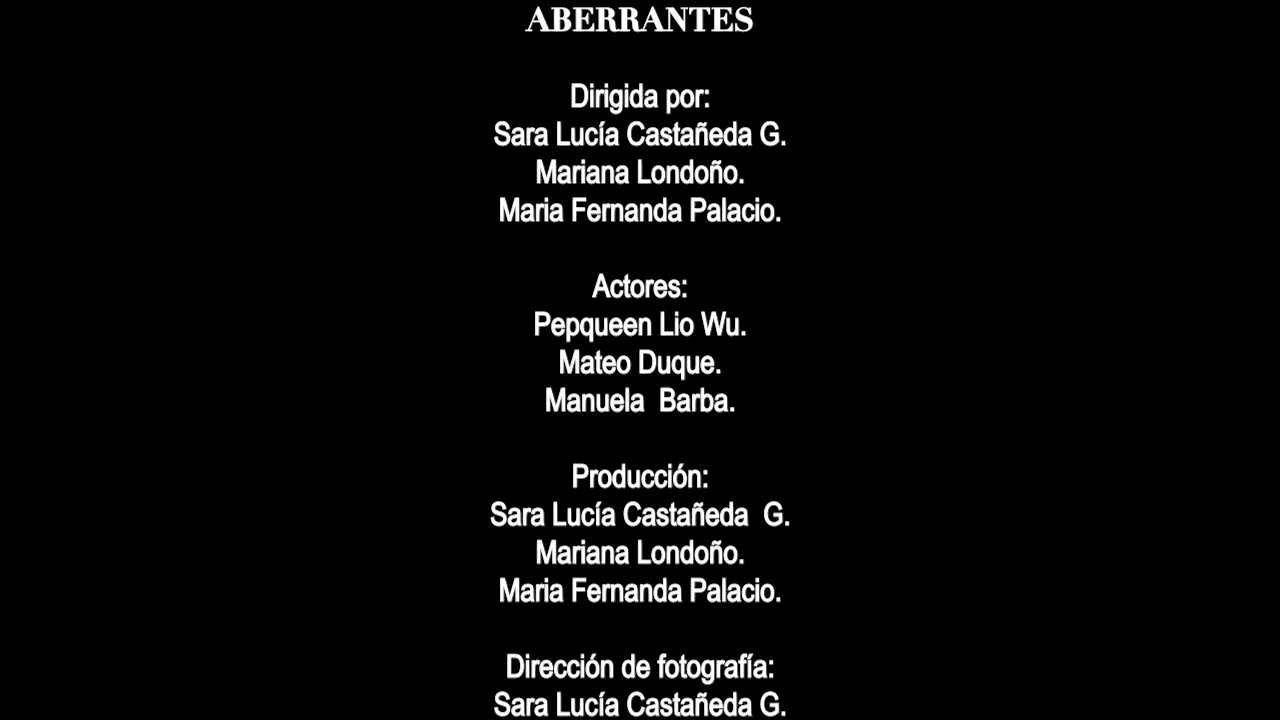 ABERRANTES
Dirigida por:
Sara Lucía Castañeda G.
Mariana Londoño.
Maria Fernanda Palacio.
Actores:
Pepqueen Lio Wu.
Mateo Duque.
Manuela  Barba.
Producción:
Sara Lucía Castañeda  G.
Mariana Londoño.
Maria Fernanda Palacio.
Dirección de fotografía:
Sara Lucía Castañeda G.